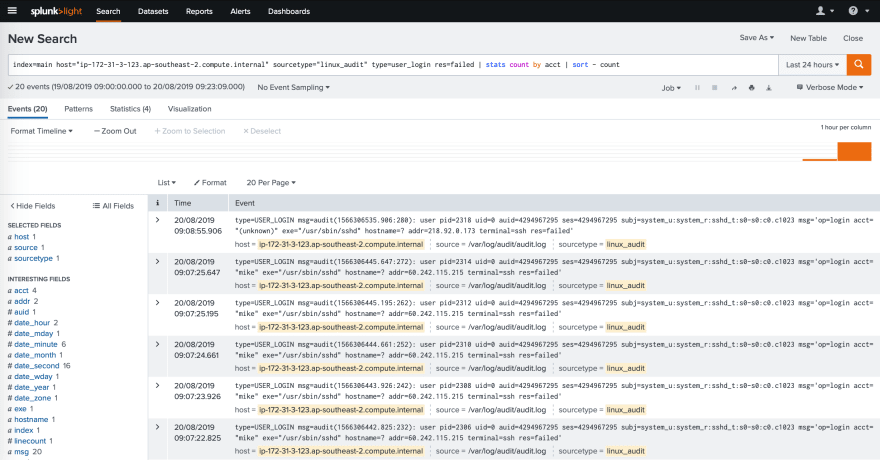 splunk>light Search Datasets Reports Alerts Dashboards
New Search Save As New Table Close
index=main host="ip-172-31-3-123.ap-southeast-2.compute.internal" sourcetype="linux_audit" type=user_login res=failed | stats count by acct | sort - count Last 24 hours
20 events (19/08/2019 09:00:00.000 to 20/08/2019 09:23:09.000) No Event Sampling Job Verbose Mode
Events (20) Patterns Statistics (4) Visualization
Format Timeline — Zoom Out + Zoom to Selection × Deselect 1 hour per column
List Format 20 Per Page
< Hide Fields All Fields i Time Event
SELECTED FIELDS
a host 1
a source 1
a sourcetype 1
INTERESTING FIELDS
a acct 4
a addr 2
# auid 1
# date_hour 2
# date_mday 1
# date_minute 6
a date_month 1
# date_second 16
a date_wday 1
# date_year 1
# date_zone 1
a exe 1
a hostname 1
a index 1
# linecount 1
a msg 20
> 20/08/2019 type=USER_LOGIN msg=audit(1566306535.906:280): user pid=2318 uid=0 auid=4294967295 ses=4294967295 subj=system_u:system_r:sshd_t:s0-s0:c0.c1023 msg='op=login acct=
09:08:55.906 "(unknown)" exe="/usr/sbin/sshd" hostname=? addr=218.92.0.173 terminal=ssh res=failed'
host = ip-172-31-3-123.ap-southeast-2.compute.internal source = /var/log/audit/audit.log sourcetype = linux_audit
> 20/08/2019 type=USER_LOGIN msg=audit(1566306445.647:272): user pid=2314 uid=0 auid=4294967295 ses=4294967295 subj=system_u:system_r:sshd_t:s0-s0:c0.c1023 msg='op=login acct=
09:07:25.647 "mike" exe="/usr/sbin/sshd" hostname=? addr=60.242.115.215 terminal=ssh res=failed'
host = ip-172-31-3-123.ap-southeast-2.compute.internal source = /var/log/audit/audit.log sourcetype = linux_audit
> 20/08/2019 type=USER_LOGIN msg=audit(1566306445.195:262): user pid=2312 uid=0 auid=4294967295 ses=4294967295 subj=system_u:system_r:sshd_t:s0-s0:c0.c1023 msg='op=login acct=
09:07:25.195 "mike" exe="/usr/sbin/sshd" hostname=? addr=60.242.115.215 terminal=ssh res=failed'
host = ip-172-31-3-123.ap-southeast-2.compute.internal source = /var/log/audit/audit.log sourcetype = linux_audit
> 20/08/2019 type=USER_LOGIN msg=audit(1566306444.661:252): user pid=2310 uid=0 auid=4294967295 ses=4294967295 subj=system_u:system_r:sshd_t:s0-s0:c0.c1023 msg='op=login acct=
09:07:24.661 "mike" exe="/usr/sbin/sshd" hostname=? addr=60.242.115.215 terminal=ssh res=failed'
host = ip-172-31-3-123.ap-southeast-2.compute.internal source = /var/log/audit/audit.log sourcetype = linux_audit
> 20/08/2019 type=USER_LOGIN msg=audit(1566306443.926:242): user pid=2308 uid=0 auid=4294967295 ses=4294967295 subj=system_u:system_r:sshd_t:s0-s0:c0.c1023 msg='op=login acct=
09:07:23.926 "mike" exe="/usr/sbin/sshd" hostname=? addr=60.242.115.215 terminal=ssh res=failed'
host = ip-172-31-3-123.ap-southeast-2.compute.internal source = /var/log/audit/audit.log sourcetype = linux_audit
> 20/08/2019 type=USER_LOGIN msg=audit(1566306442.825:232): user pid=2306 uid=0 auid=4294967295 ses=4294967295 subj=system_u:system_r:sshd_t:s0-s0:c0.c1023 msg='op=login acct=
09:07:22.825 "mike" exe="/usr/sbin/sshd" hostname=? addr=60.242.115.215 terminal=ssh res=failed'
host = ip-172-31-3-123.ap-southeast-2.compute.internal source = /var/log/audit/audit.log sourcetype = linux_audit